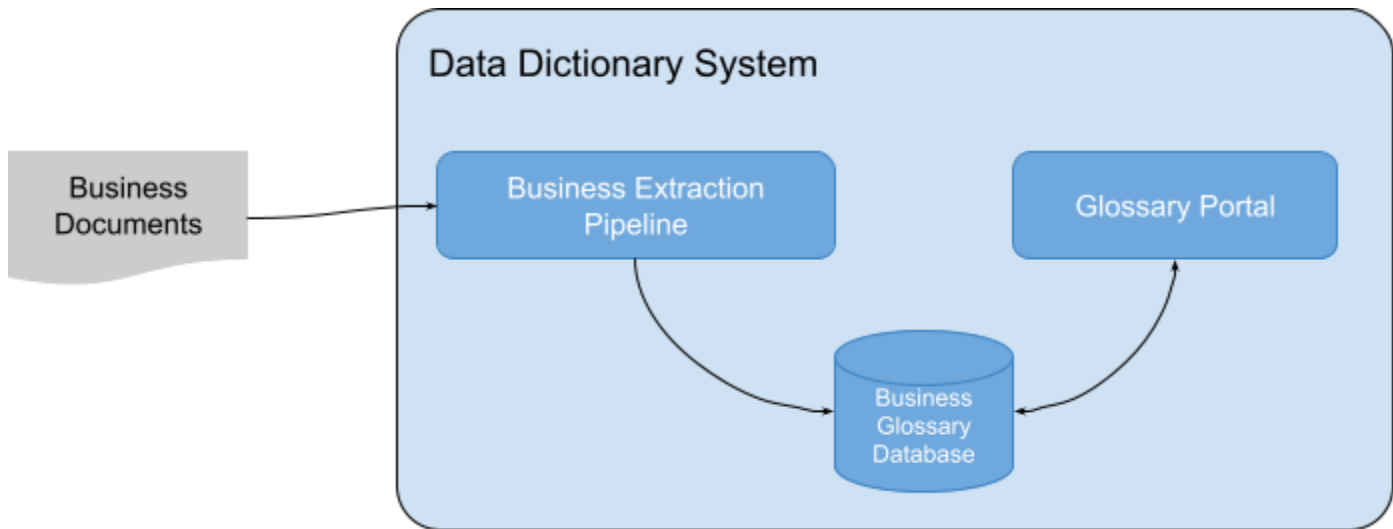 Data Dictionary System
Business
Documents
Business Extraction
Pipeline
Glossary Portal
Business
Glossary
Database